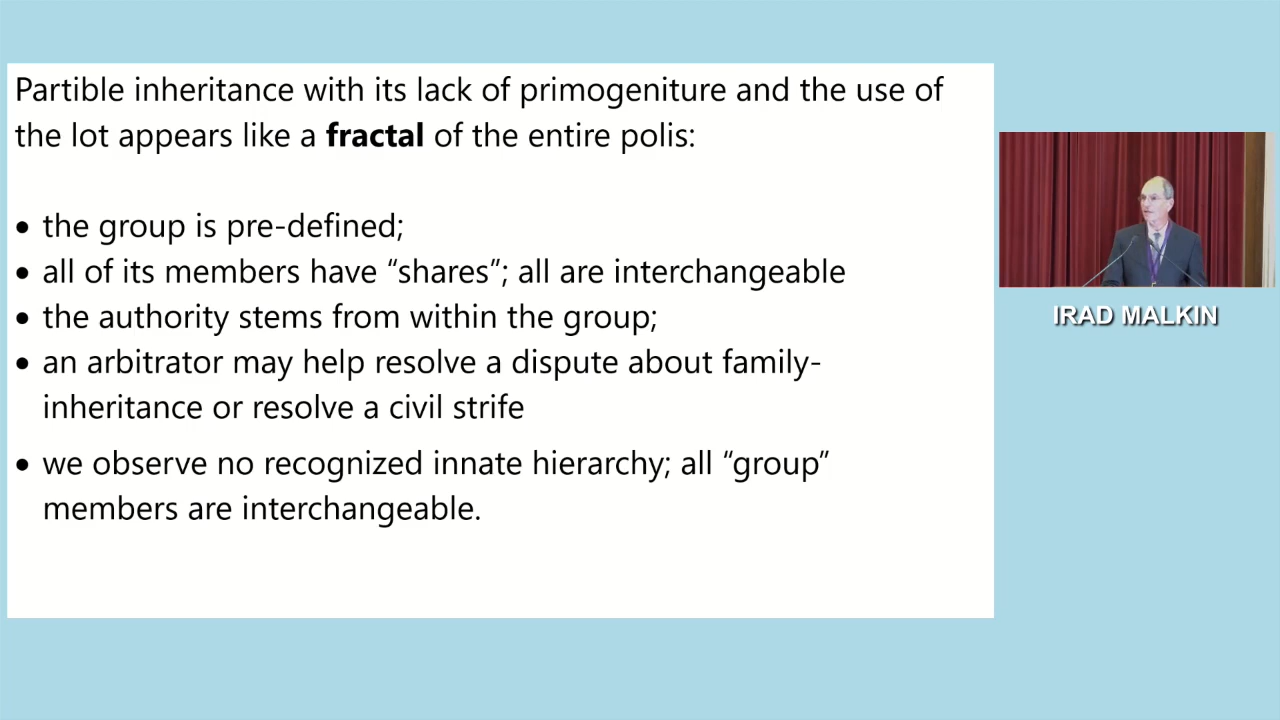 Partible inheritance with its lack of primogeniture and the use of
the lot appears like a fractal of the entire polis:
• the group is pre-defined;
• all of its members have “shares”; all are interchangeable
• the authority stems from within the group;
• an arbitrator may help resolve a dispute about family-
inheritance or resolve a civil strife
• we observe no recognized innate hierarchy; all “group”
members are interchangeable.
IRAD MALKIN